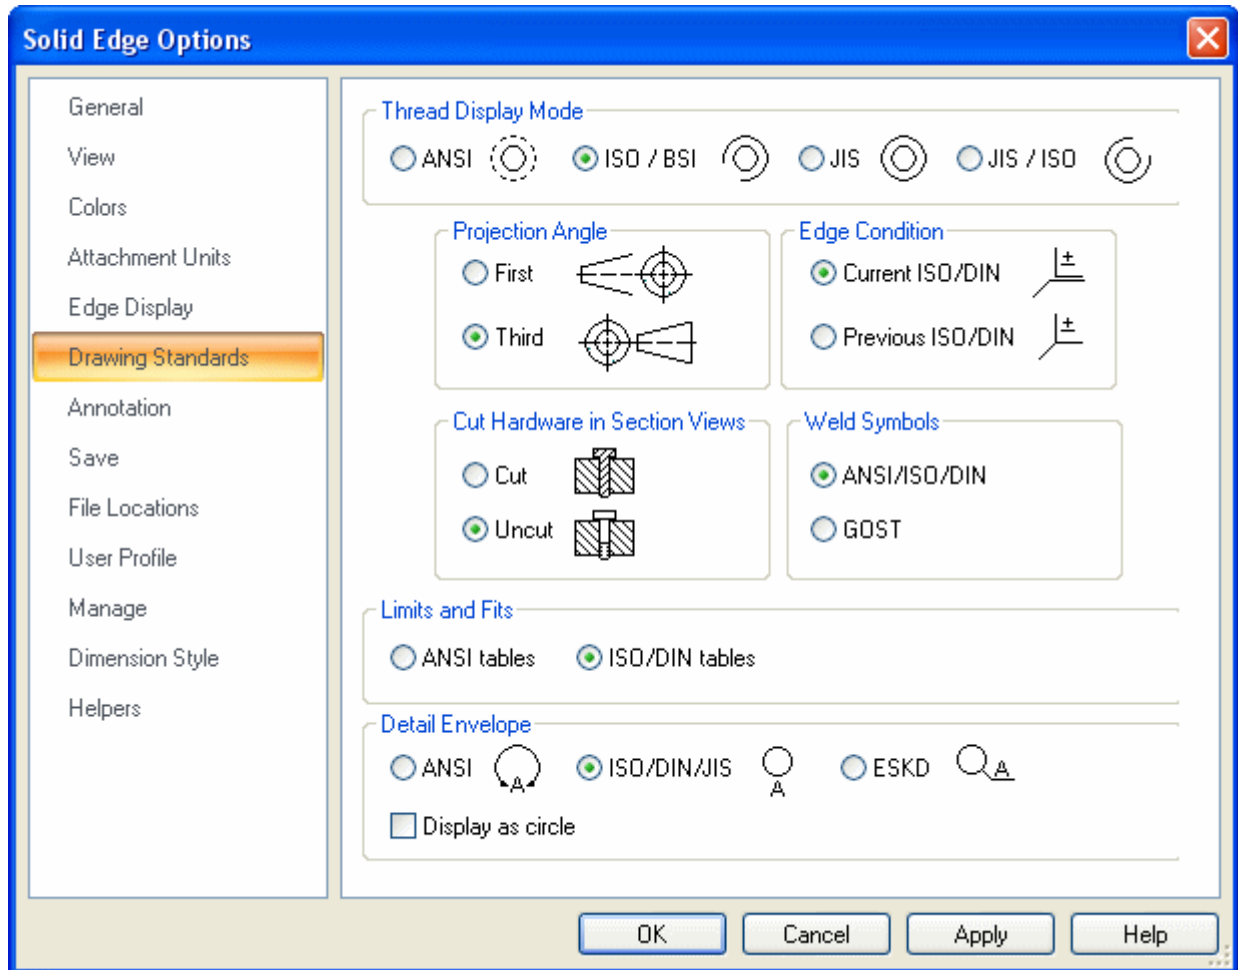 Solid Edge Options
General
View
Colors
Attachment Units
Edge Display
Drawing Standards
Annotation
Save
File Locations
User Profile
Manage
Dimension Style
Helpers
Thread Display Mode
ANSI ISO / BSI JIS JIS / ISO
Projection Angle
First
Third
Edge Condition
Current ISO/DIN ±
Previous ISO/DIN ±
Cut Hardware in Section Views
Cut
Uncut
Weld Symbols
ANSI/ISO/DIN
GOST
Limits and Fits
ANSI tables ISO/DIN tables
Detail Envelope
ANSI A ISO/DIN/JIS A ESKD A
Display as circle
OK Cancel Apply Help